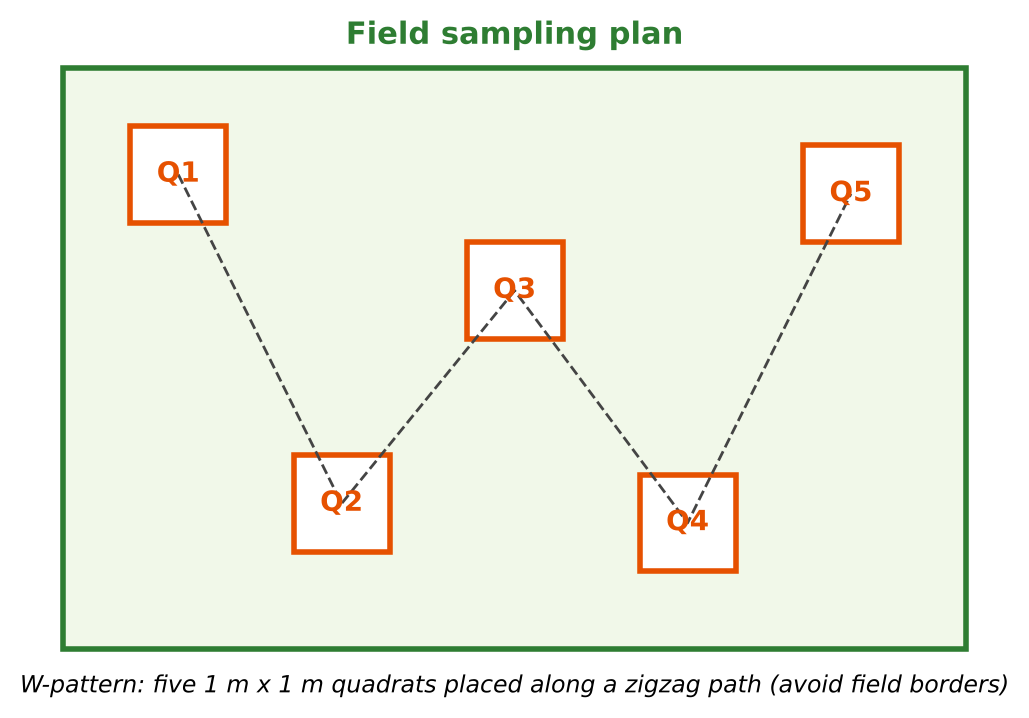 Field sampling plan
Q1
Q5
Q3
Q2
Q4
W-pattern: five 1 m x 1 m quadrats placed along a zigzag path (avoid field borders)